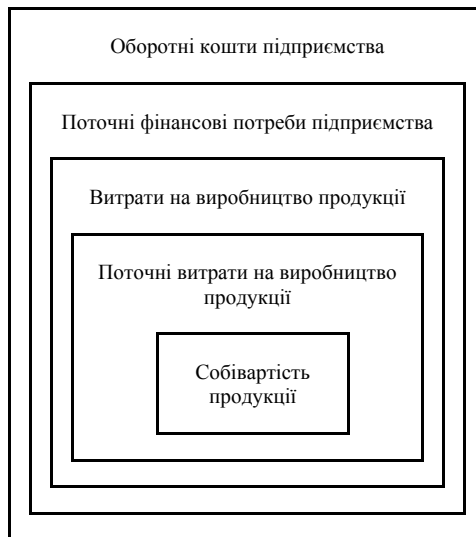 Оборотні кошти підприємства
Поточні фінансові потреби підприємства
Витрати на виробництво продукції
Поточні витрати на виробництво
продукції
Собівартість
продукції